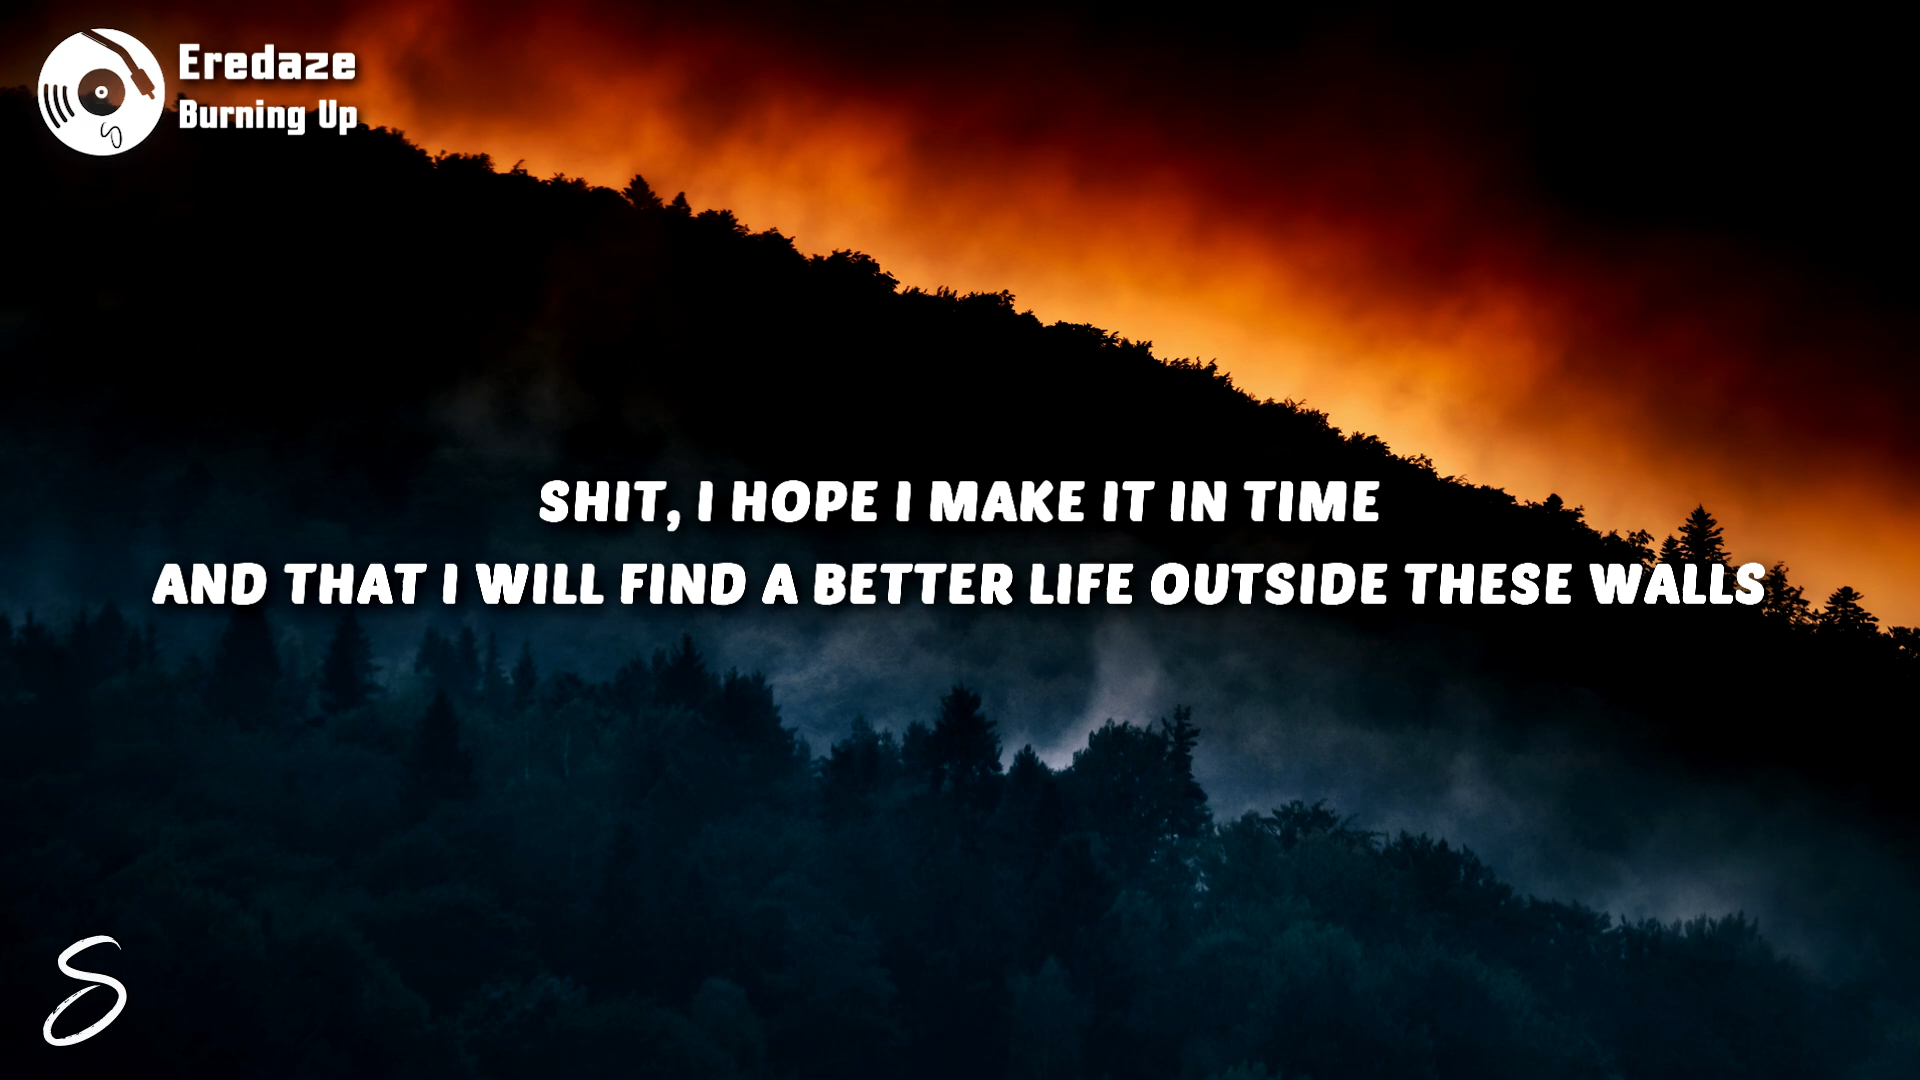 Eredaze
Burning Up
SHIT, I HOPE I MAKE IT IN TIME
AND THAT I WILL FIND A BETTER LIFE OUTSIDE THESE WALLS
S